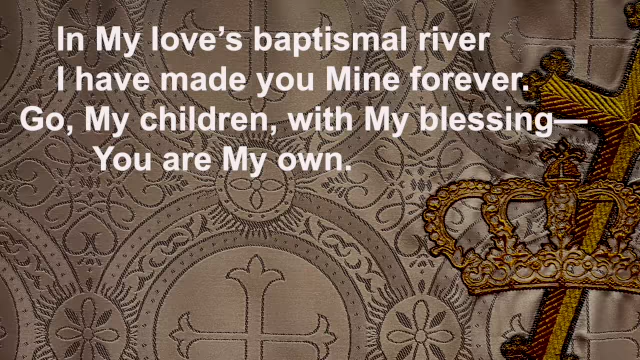 In My love’s baptismal river
I have made you Mine forever.
Go, My children, with My blessing—
You are My own.